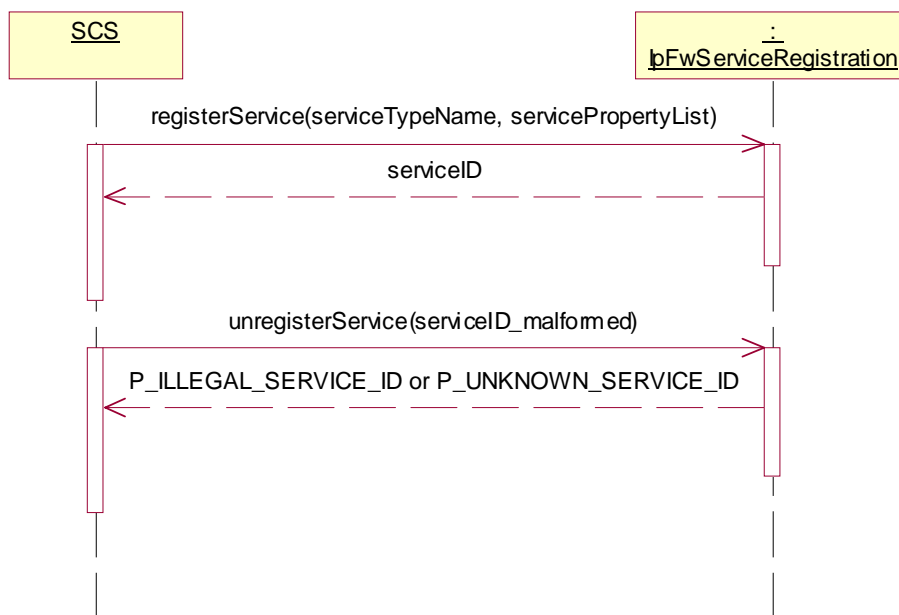 SCS
:
IpFwServiceRegistration
registerService(serviceTypeName, servicePropertyList)
serviceID
unregisterService(serviceID_malformed)
P_ILLEGAL_SERVICE_ID or P_UNKNOWN_SERVICE_ID